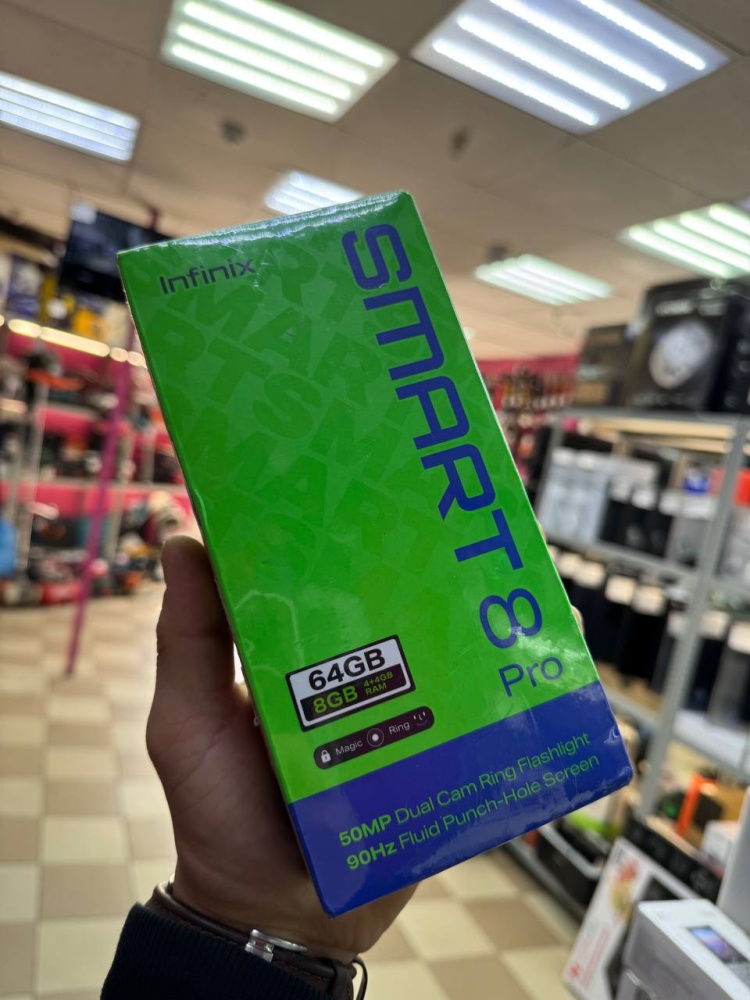 Infinix
SMART 8
Pro
64GB
8GB 4+4GB
RAM
Magic Ring
50MP Dual Cam Ring Flashlight
90Hz Fluid Punch-Hole Screen